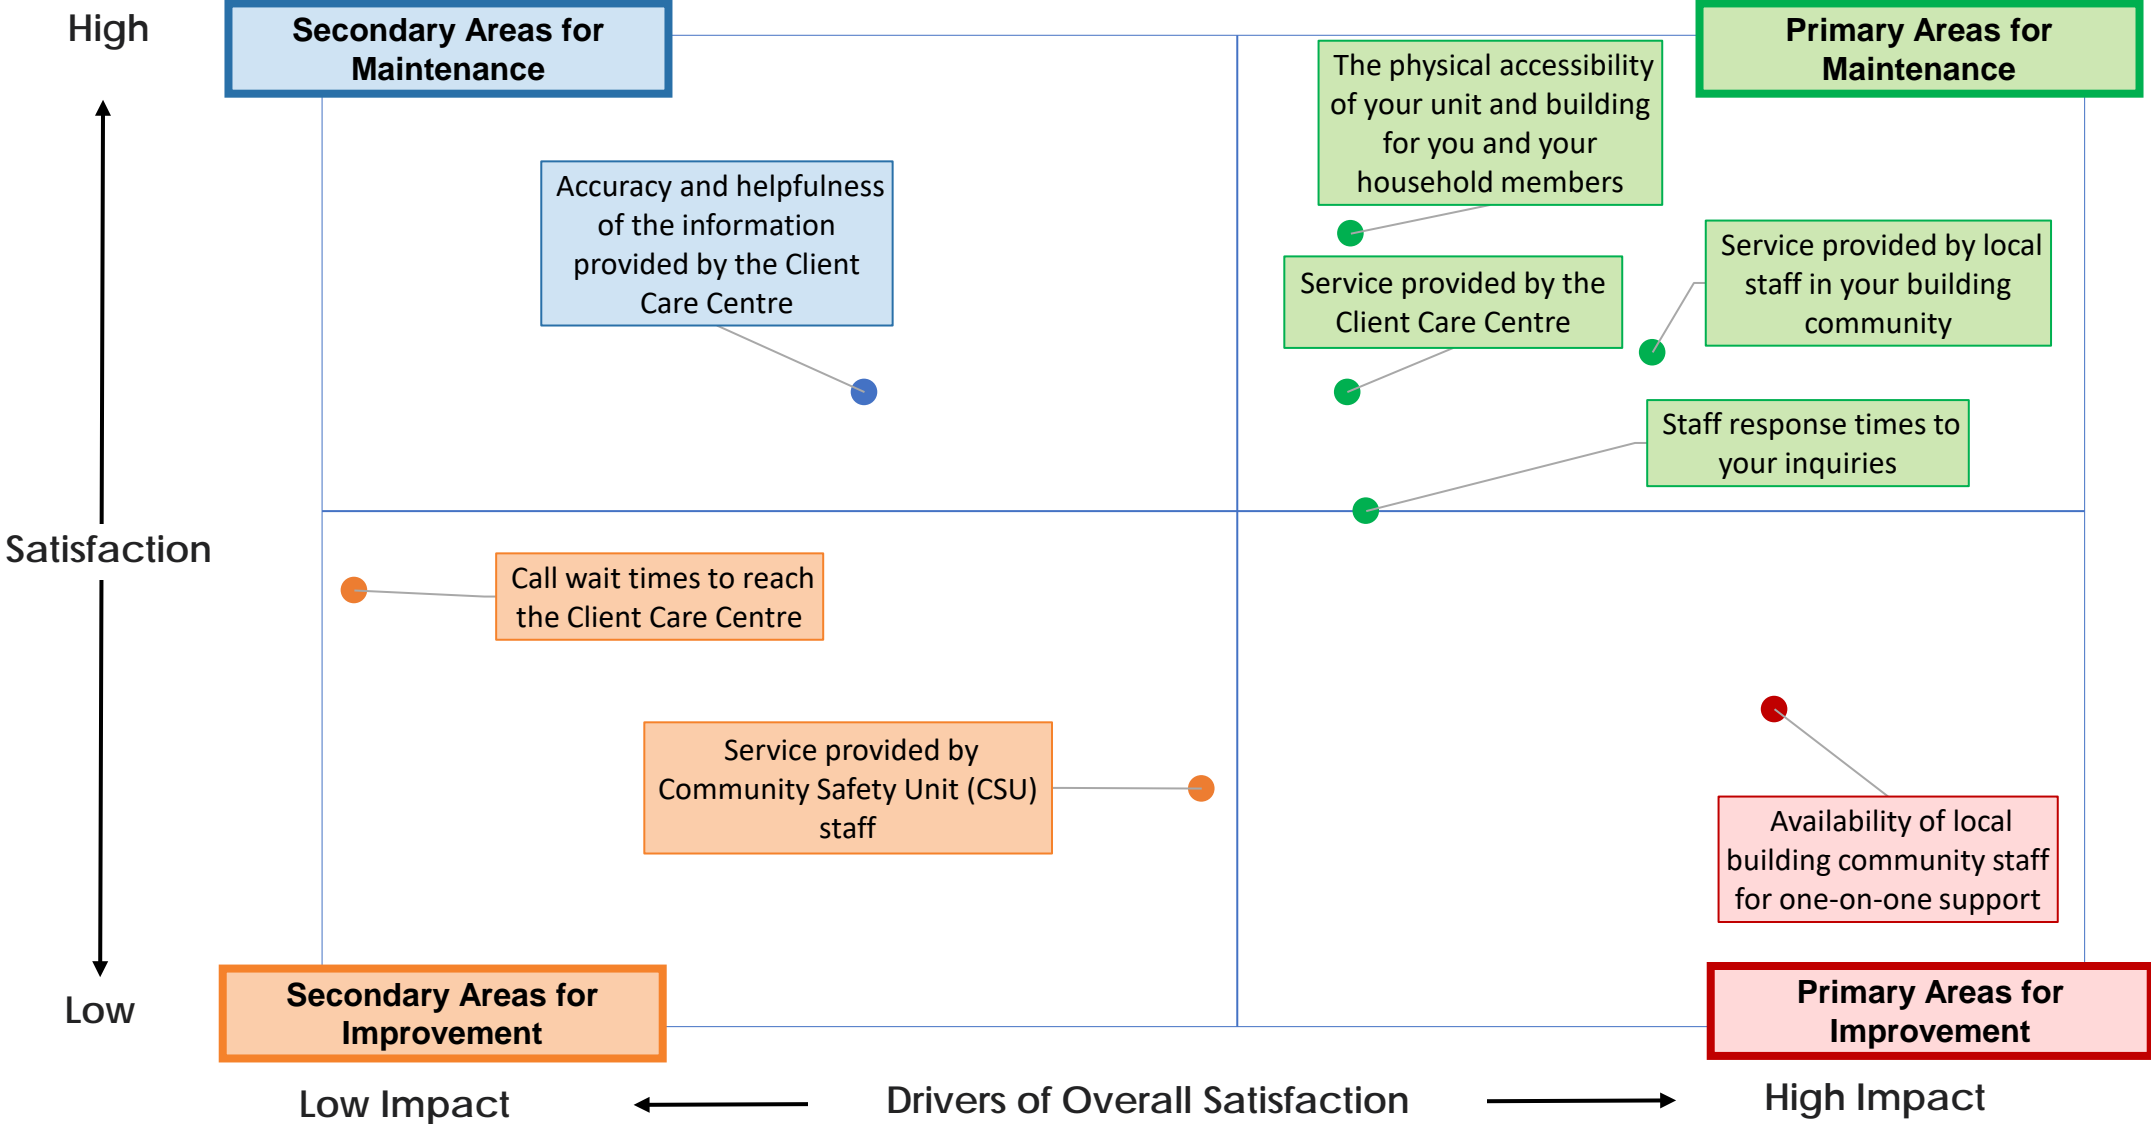 High
Secondary Areas for
Maintenance
Primary Areas for
Maintenance
The physical accessibility
of your unit and building
for you and your
household members
Accuracy and helpfulness
of the information
provided by the Client
Care Centre
Service provided by local
staff in your building
community
Service provided by the
Client Care Centre
Staff response times to
your inquiries
Satisfaction
Call wait times to reach
the Client Care Centre
Service provided by
Community Safety Unit (CSU)
staff
Availability of local
building community staff
for one-on-one support
Low
Secondary Areas for
Improvement
Primary Areas for
Improvement
Low Impact
Drivers of Overall Satisfaction
High Impact